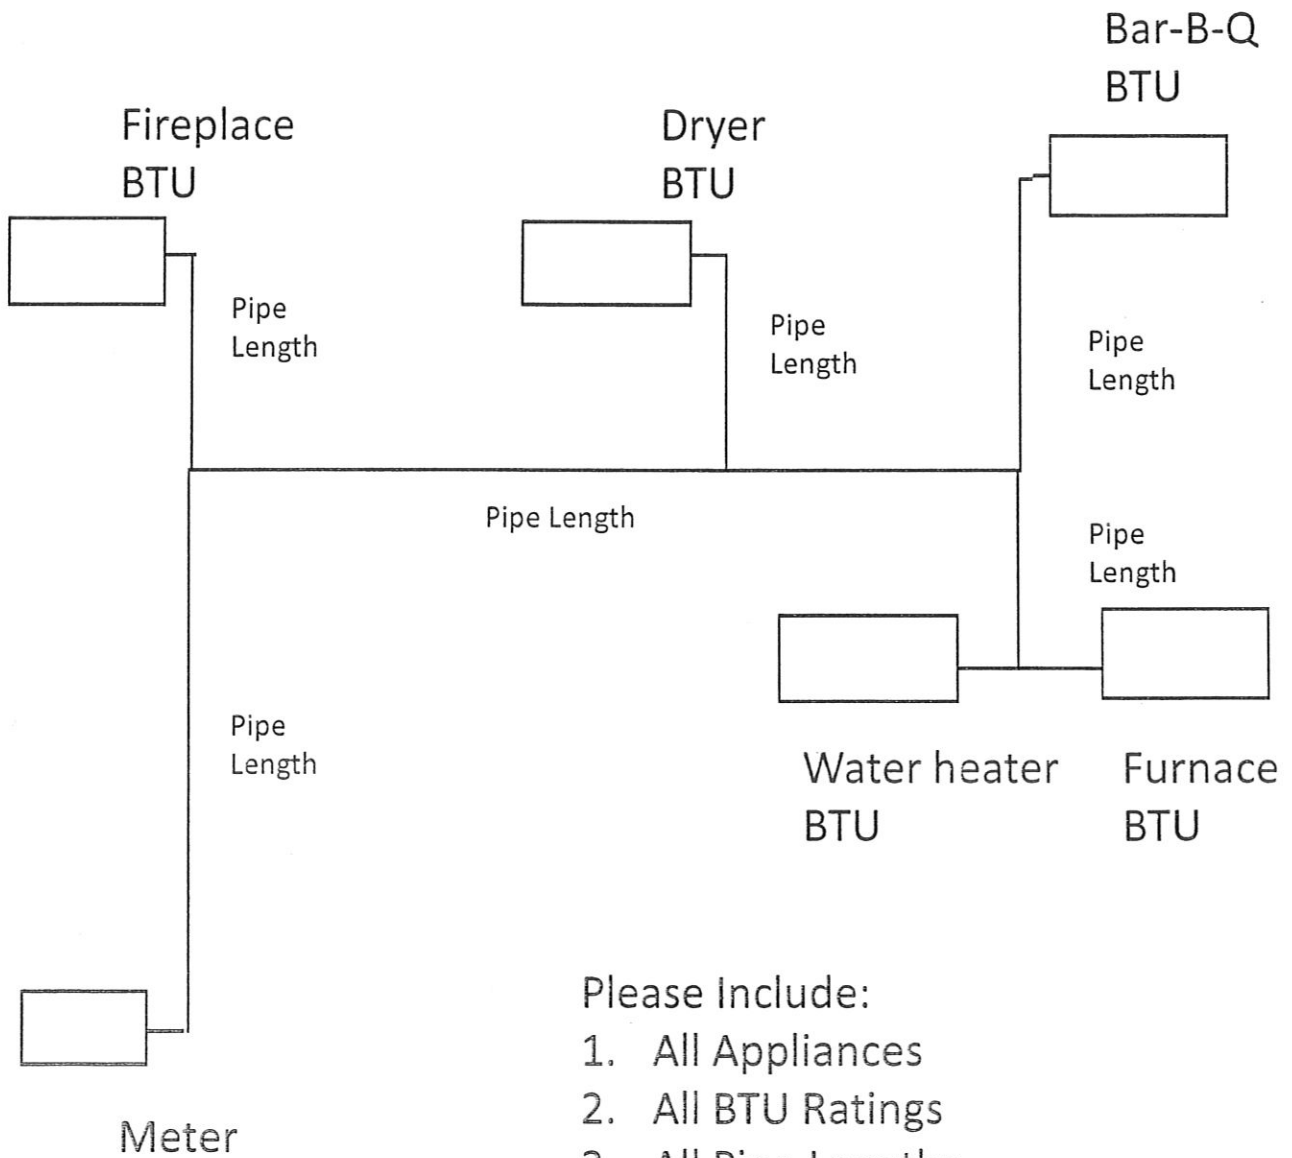 Bar-B-Q
BTU
Fireplace
BTU
Dryer
BTU
Pipe
Length
Pipe
Length
Pipe
Length
Pipe Length
Pipe
Length
Pipe
Length
Water heater
BTU
Furnace
BTU
Please Include:
1. All Appliances
2. All BTU Ratings
Meter